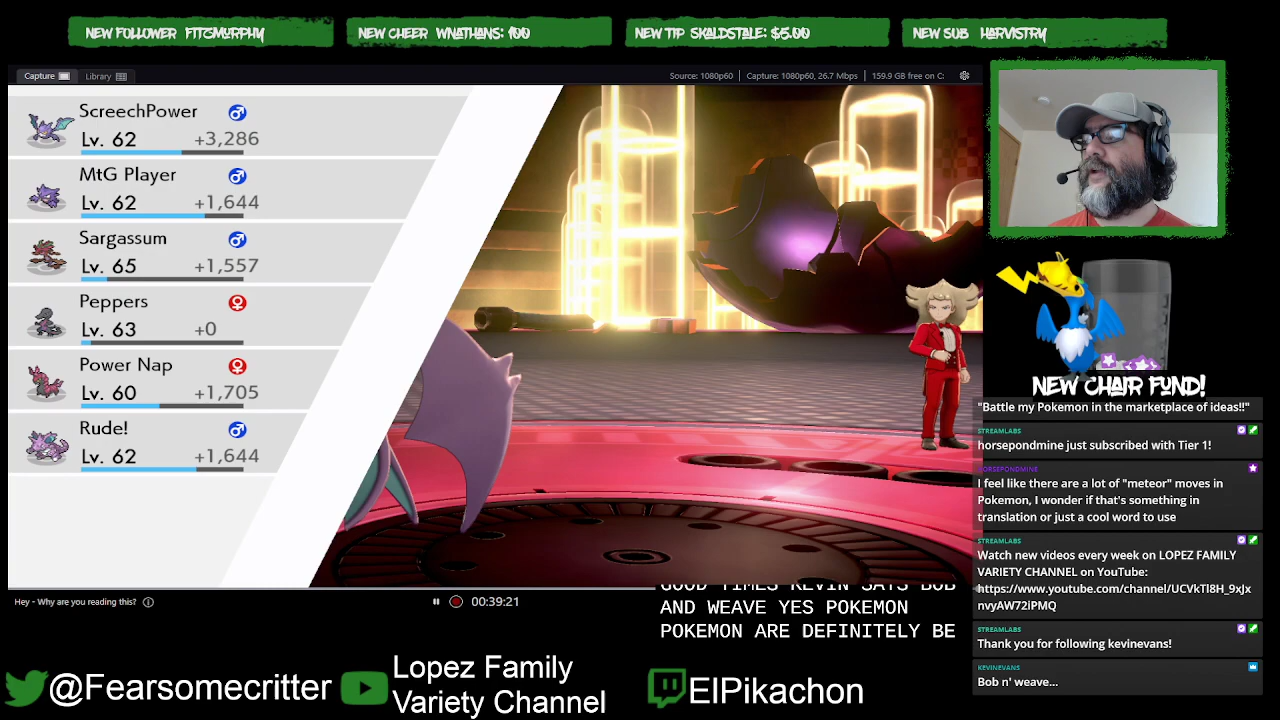 NEW FOLLOWER FITZMORPHY
NEW CHEER WNATHANS: 100
NEW TIP SKALDSTALE: $5.00
NEW SUB HARVISTRY
Capture
Library
Source: 1080p60
Capture: 1080p60, 26.7 Mbps
159.9 GB free on C:
ScreechPower
Lv. 62 +3,286
MtG Player
Lv. 62 +1,644
Sargassum
Lv. 65 +1,557
Peppers
Lv. 63 +0
Power Nap
Lv. 60 +1,705
Rude!
Lv. 62 +1,644
NEW CHAIR FUND!
"Battle my Pokemon in the marketplace of ideas!!"
STREAMLABS
horsepondmine just subscribed with Tier 1!
HORSEPONDMINE
I feel like there are a lot of "meteor" moves in
Pokemon, I wonder if that's something in
translation or just a cool word to use
STREAMLABS
Watch new videos every week on LOPEZ FAMILY
VARIETY CHANNEL on YouTube:
https://www.youtube.com/channel/UCVkTl8H_9xJx
nvyAW72iPMQ
STREAMLABS
Thank you for following kevinevans!
KEVINEVANS
Bob n' weave...
Hey - Why are you reading this?
00:39:21
GOOD TIMES KEVIN SAYS BOB
AND WEAVE YES POKEMON
POKEMON ARE DEFINITELY BE
@Fearsomecritter
Lopez Family
Variety Channel
ElPikachon